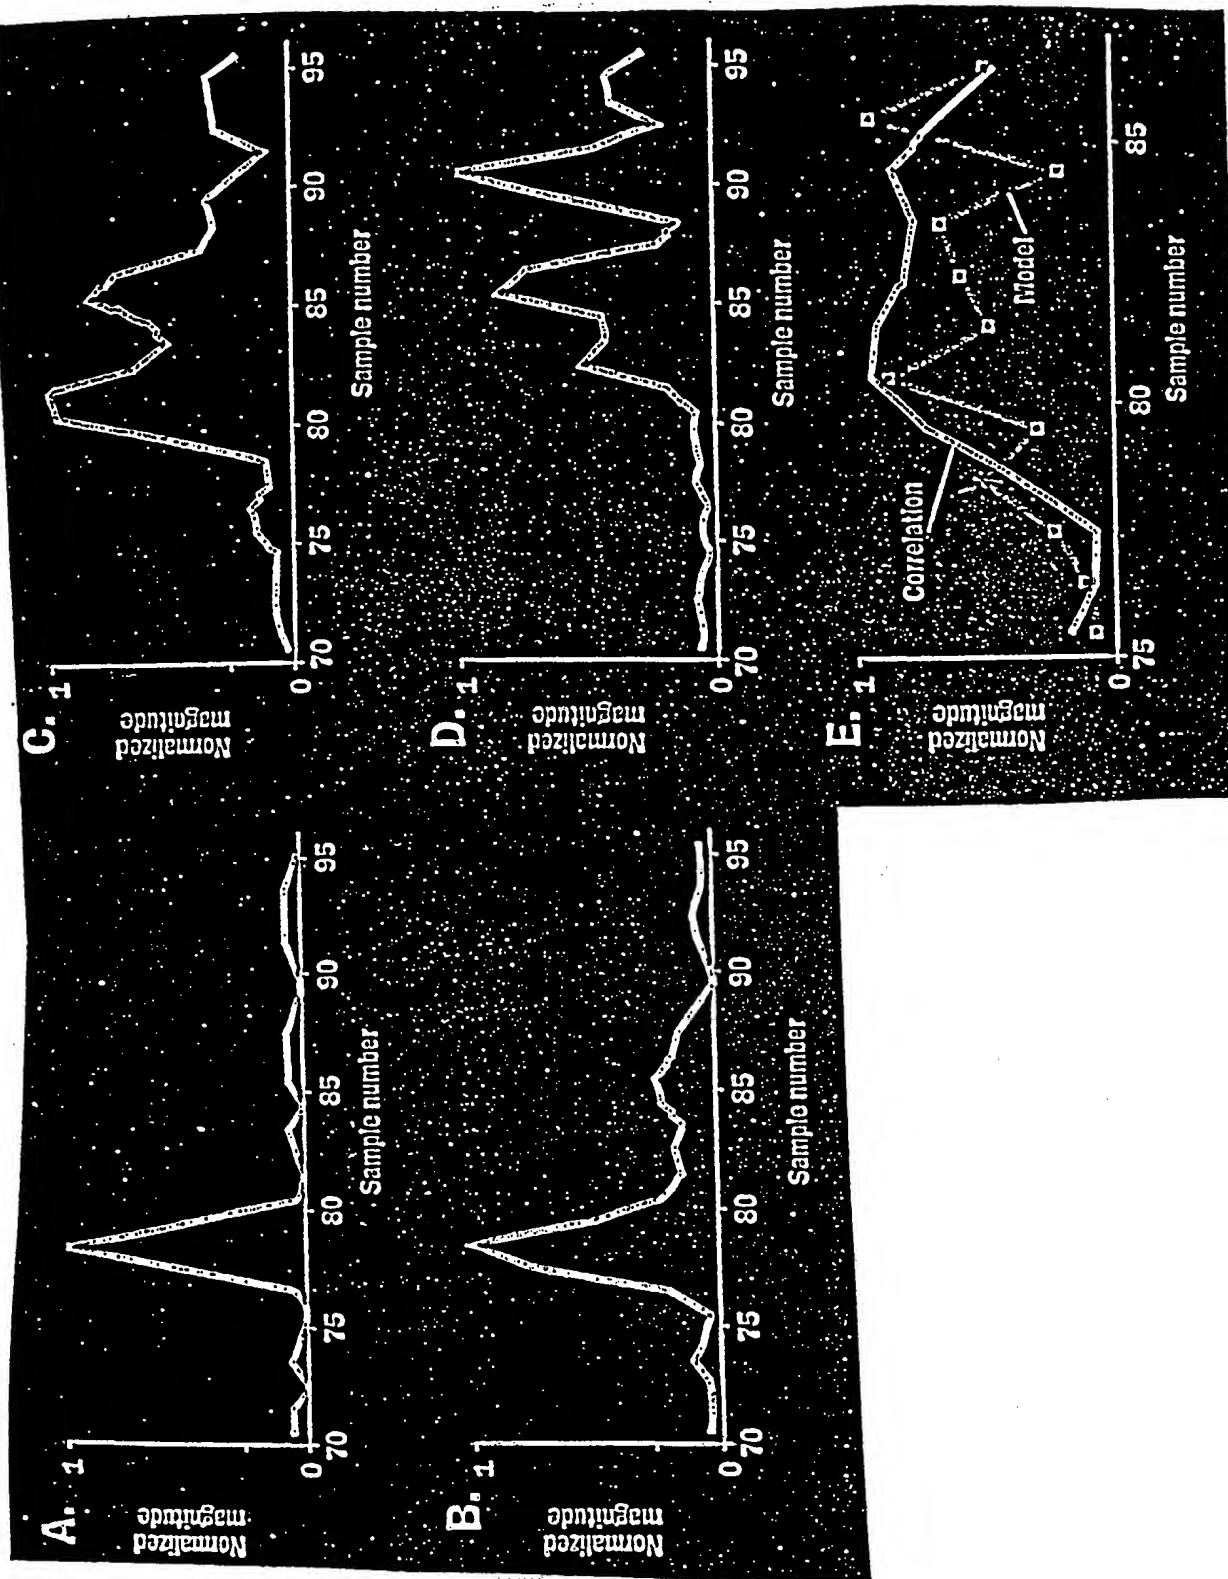 A.
Normalized
magnitude
1
0
70 75 80 85 90 95
Sample number
B.
Normalized
magnitude
1
0
70 75 80 85 90 95
Sample number
C.
Normalized
magnitude
1
0
70 75 80 85 90 95
Sample number
D.
Normalized
magnitude
1
0
70 75 80 85 90 95
Sample number
E.
Normalized
magnitude
1
0
Correlation
Model
75 80 85
Sample number